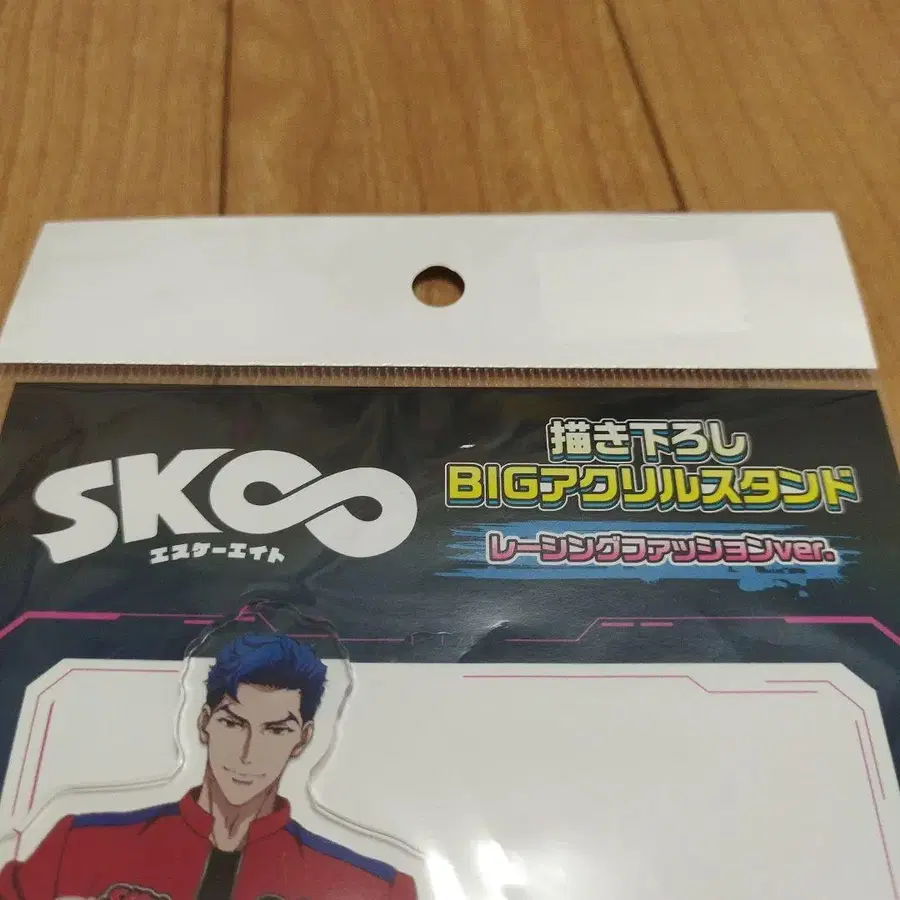 SK∞
エスケーエイト
描き下ろし
BIGアクリルスタンド
レーシングファッションver.